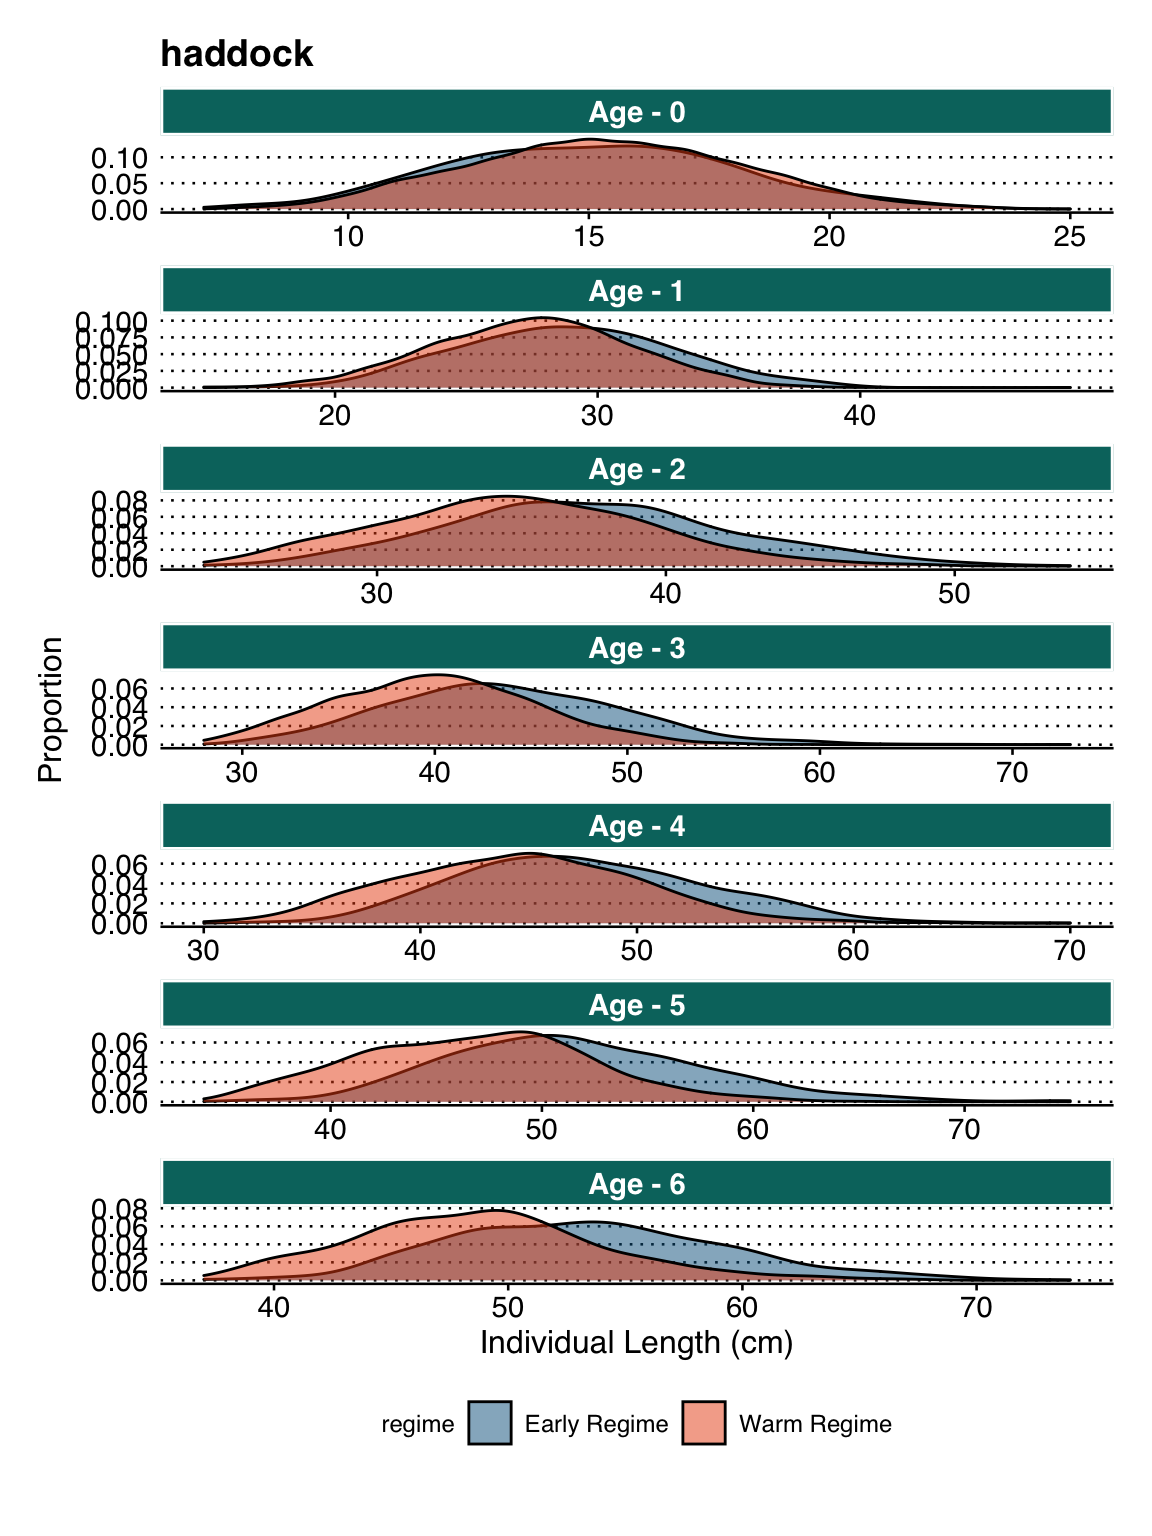 haddock
Age - 0
0.10
0.05
0.00
10 15 20 25
Age - 1
0.100
0.075
0.050
0.025
0.000
20 30 40
Age - 2
0.08
0.06
0.04
0.02
0.00
30 40 50
Age - 3
0.06
0.04
0.02
0.00
30 40 50 60 70
Proportion
Age - 4
0.06
0.04
0.02
0.00
30 40 50 60 70
Age - 5
0.06
0.04
0.02
0.00
40 50 60 70
Age - 6
0.08
0.06
0.04
0.02
0.00
40 50 60 70
Individual Length (cm)
regime Early Regime Warm Regime